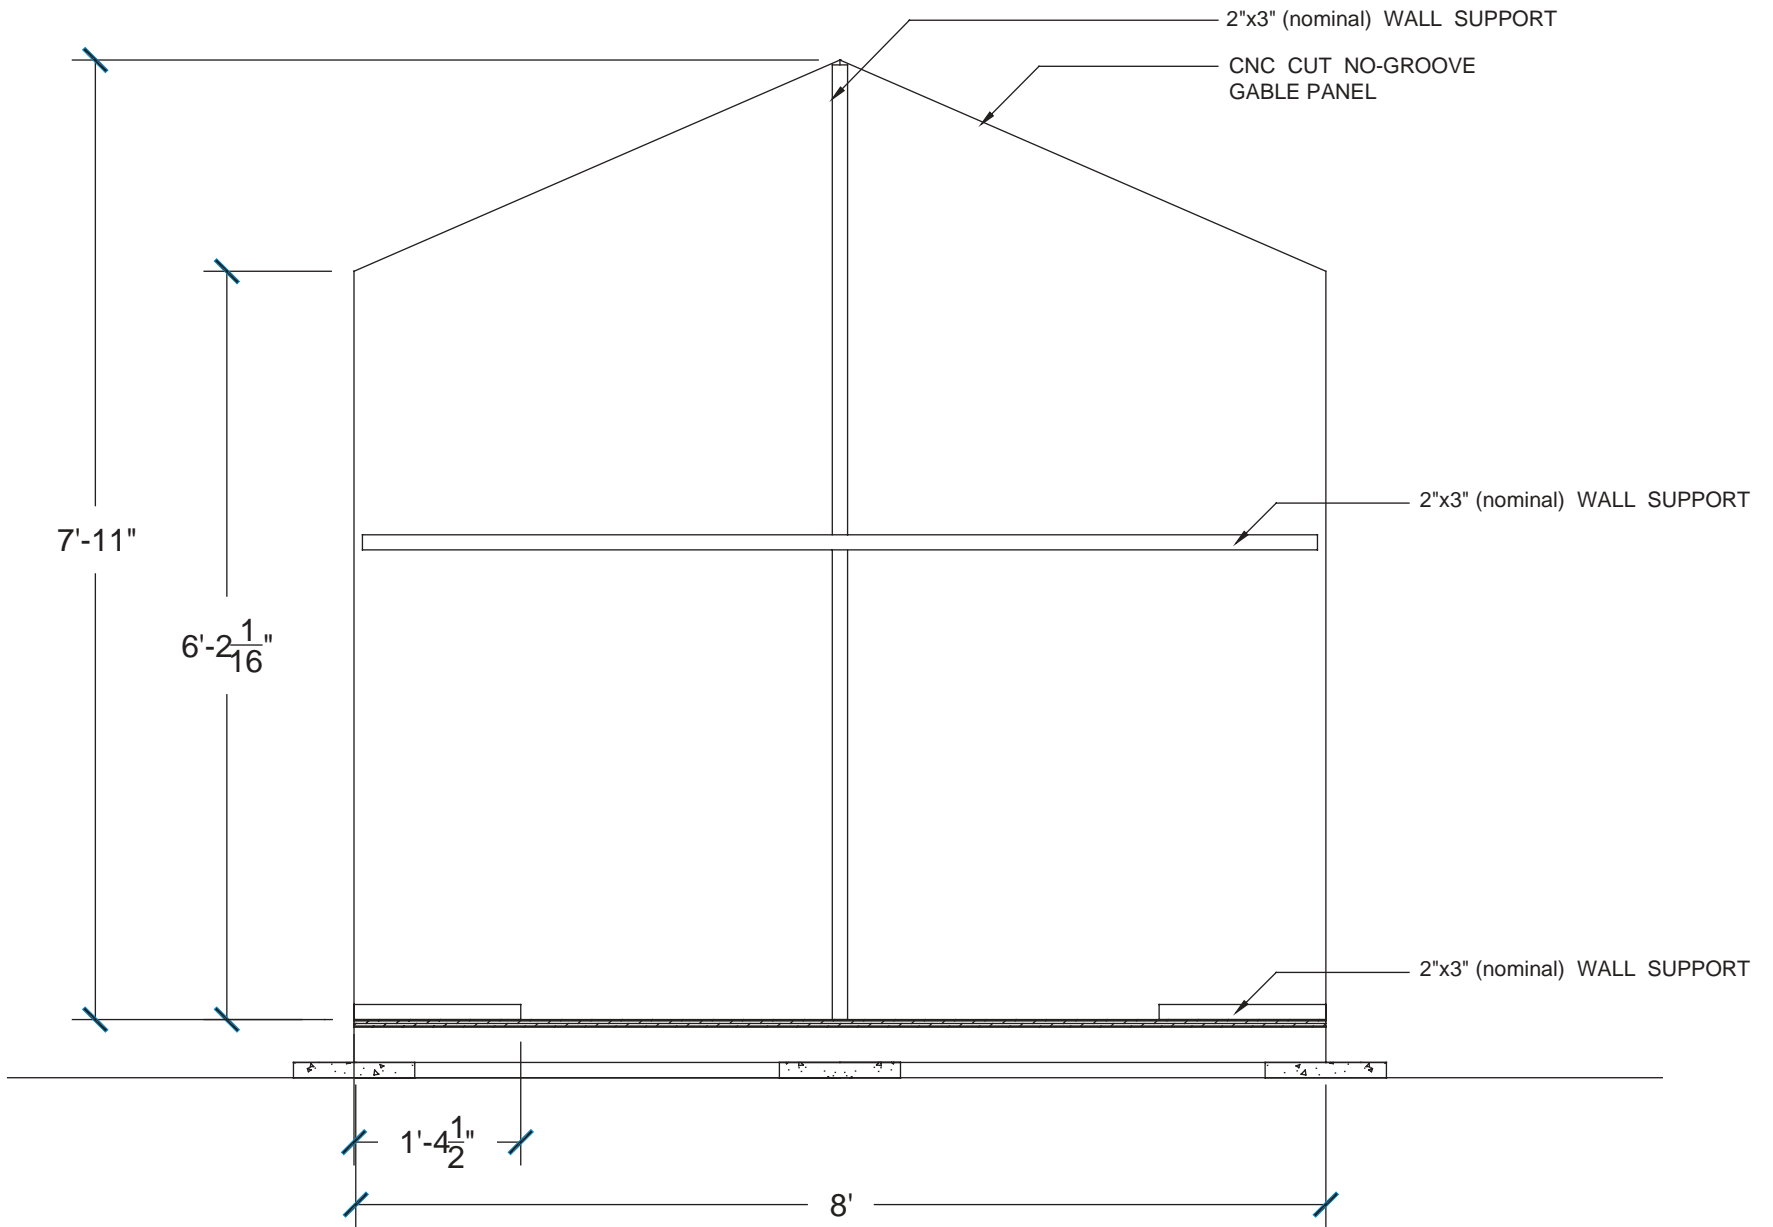 2"x3" (nominal) WALL SUPPORT
CNC CUT NO-GROOVE
GABLE PANEL
2"x3" (nominal) WALL SUPPORT
7'-11"
6'-2 1/16"
2"x3" (nominal) WALL SUPPORT
1'-4 1/2"
8'